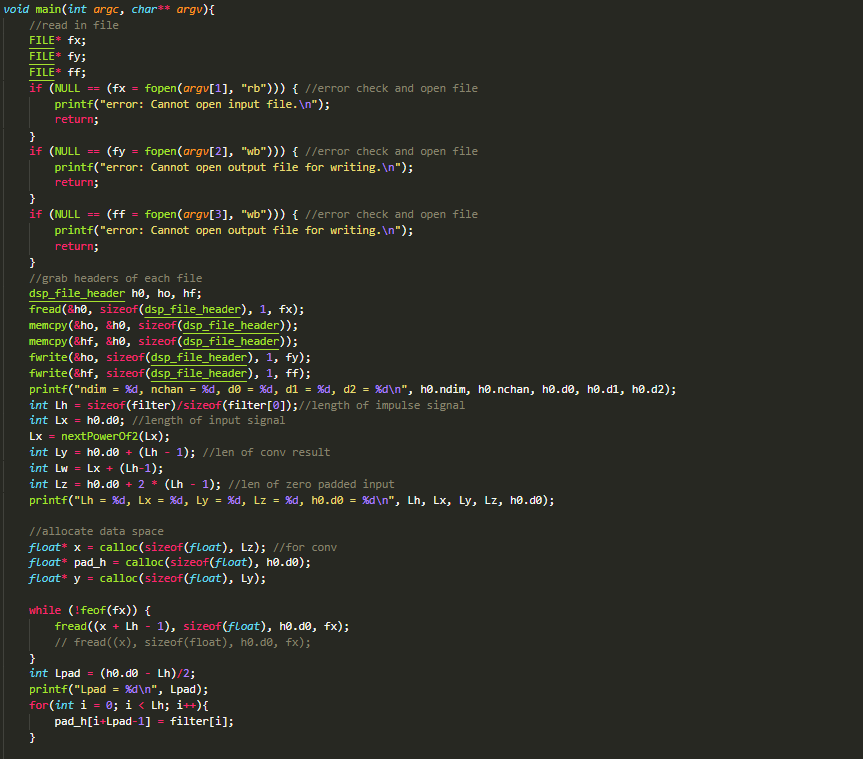 void main(int argc, char** argv){
//read in file
FILE* fx;
FILE* fy;
FILE* ff;
if (NULL == (fx = fopen(argv[1], "rb"))) { //error check and open file
printf("error: Cannot open input file.\n");
return;
}
if (NULL == (fy = fopen(argv[2], "wb"))) { //error check and open file
printf("error: Cannot open output file for writing.\n");
return;
}
if (NULL == (ff = fopen(argv[3], "wb"))) { //error check and open file
printf("error: Cannot open output file for writing.\n");
return;
}
//grab headers of each file
dsp_file_header h0, ho, hf;
fread(&h0, sizeof(dsp_file_header), 1, fx);
memcpy(&ho, &h0, sizeof(dsp_file_header));
memcpy(&hf, &h0, sizeof(dsp_file_header));
fwrite(&ho, sizeof(dsp_file_header), 1, fy);
fwrite(&hf, sizeof(dsp_file_header), 1, ff);
printf("ndim = %d, nchan = %d, d0 = %d, d1 = %d, d2 = %d\n", h0.ndim, h0.nchan, h0.d0, h0.d1, h0.d2);
int Lh = sizeof(filter)/sizeof(filter[0]);//length of impulse signal
int Lx = h0.d0; //length of input signal
Lx = nextPowerOf2(Lx);
int Ly = h0.d0 + (Lh - 1); //len of conv result
int Lw = Lx + (Lh-1);
int Lz = h0.d0 + 2 * (Lh - 1); //len of zero padded input
printf("Lh = %d, Lx = %d, Ly = %d, Lz = %d, h0.d0 = %d\n", Lh, Lx, Ly, Lz, h0.d0);
//allocate data space
float* x = calloc(sizeof(float), Lz); //for conv
float* pad_h = calloc(sizeof(float), h0.d0);
float* y = calloc(sizeof(float), Ly);
while (!feof(fx)) {
fread((x + Lh - 1), sizeof(float), h0.d0, fx);
// fread((x), sizeof(float), h0.d0, fx);
}
int Lpad = (h0.d0 - Lh)/2;
printf("Lpad = %d\n", Lpad);
for(int i = 0; i < Lh; i++){
pad_h[i+Lpad-1] = filter[i];
}